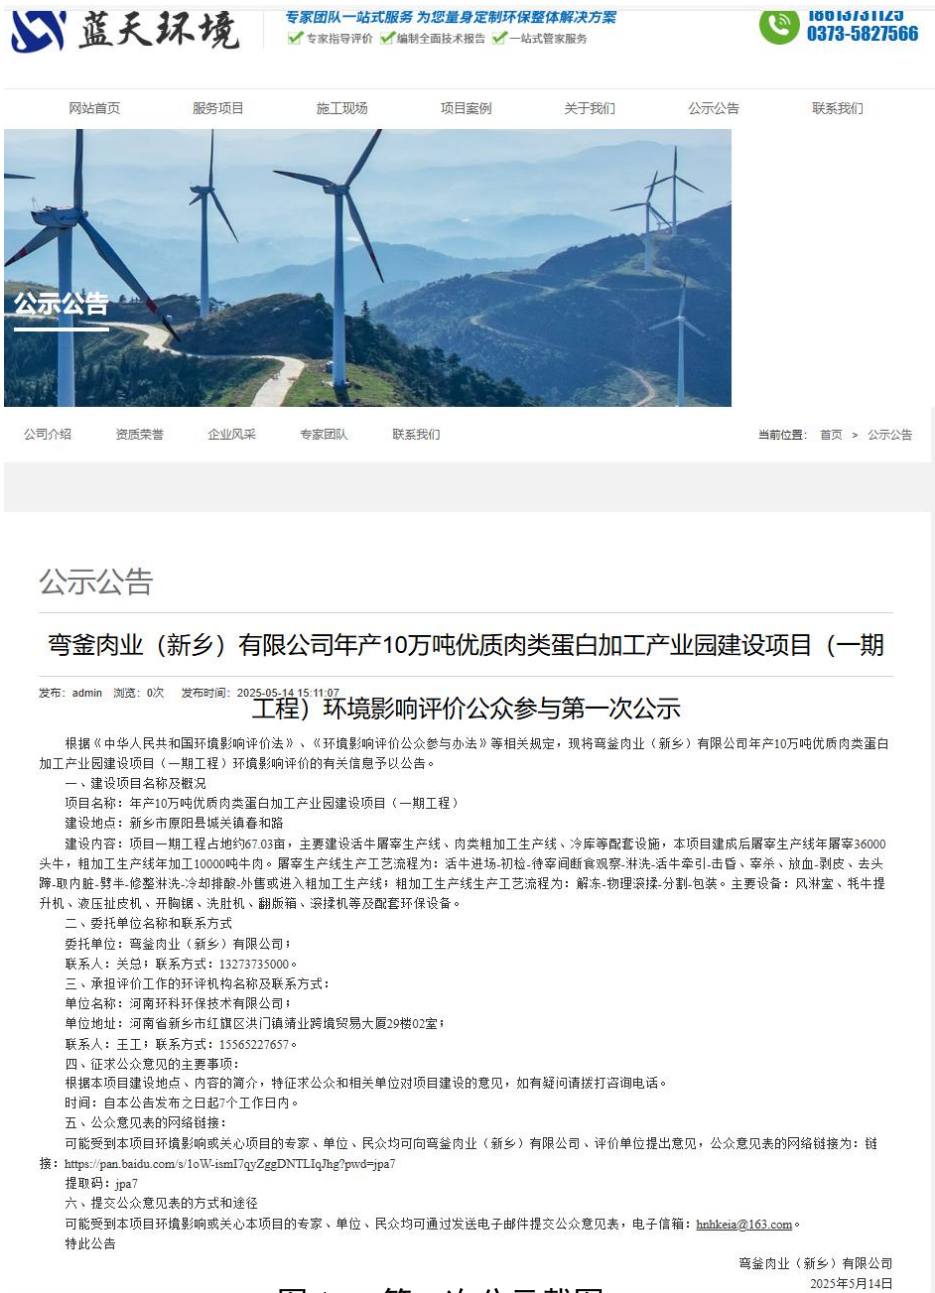 蓝天环境
专家团队一站式服务 为您量身定制环保整体解决方案
专家指导评价 编制全面技术报告 一站式管家服务
18613731125
0373-5827566
网站首页 服务项目 施工现场 项目案例 关于我们 公示公告 联系我们
公示公告
公司介绍 资质荣誉 企业风采 专家团队 联系我们 当前位置： 首页 > 公示公告
公示公告
弯釜肉业（新乡）有限公司年产10万吨优质肉类蛋白加工产业园建设项目（一期
发布：admin 浏览：0次 发布时间：2025-05-14 15:11:07
工程）环境影响评价公众参与第一次公示
根据《中华人民共和国环境影响评价法》、《环境影响评价公众参与办法》等相关规定，现将弯釜肉业（新乡）有限公司年产10万吨优质肉类蛋白
加工产业园建设项目（一期工程）环境影响评价的有关信息予以公告。
一、建设项目名称及概况
项目名称：年产10万吨优质肉类蛋白加工产业园建设项目（一期工程）
建设地点：新乡市原阳县城关镇春和路
建设内容：项目一期工程占地约67.03亩，主要建设活牛屠宰生产线、肉类粗加工生产线、冷库等配套设施，本项目建成后屠宰生产线年屠宰36000
头牛，粗加工生产线年加工10000吨牛肉。屠宰生产线生产工艺流程为：活牛进场-初检-待宰间断食观察-淋洗-活牛牵引-击昏、宰杀、放血-剥皮、去头
蹄-取内脏-劈半-修整淋洗-冷却排酸-外售或进入粗加工生产线；粗加工生产线生产工艺流程为：解冻-物理滚揉-分割-包装。主要设备：风淋室、牦牛提
升机、液压扯皮机、开胸锯、洗肚机、翻版箱、滚揉机等及配套环保设备。
二、委托单位名称和联系方式
委托单位：弯釜肉业（新乡）有限公司；
联系人：关总；联系方式：13273735000。
三、承担评价工作的环评机构名称及联系方式：
单位名称：河南环科环保技术有限公司；
单位地址：河南省新乡市红旗区洪门镇靖业跨境贸易大厦29楼02室；
联系人：王工；联系方式：15565227657。
四、征求公众意见的主要事项：
根据本项目建设地点、内容的简介，特征求公众和相关单位对项目建设的意见，如有疑问请拨打咨询电话。
时间：自本公告发布之日起7个工作日内。
五、公众意见表的网络链接：
可能受到本项目环境影响或关心项目的专家、单位、民众均可向弯釜肉业（新乡）有限公司、评价单位提出意见，公众意见表的网络链接为：链
接：https://pan.baidu.com/s/1oW-ismI7qyZggDNTLIqJhg?pwd=jpa7
提取码：jpa7
六、提交公众意见表的方式和途径
可能受到本项目环境影响或关心本项目的专家、单位、民众均可通过发送电子邮件提交公众意见表，电子信箱：hnhkeia@163.com。
特此公告
弯釜肉业（新乡）有限公司
2025年5月14日